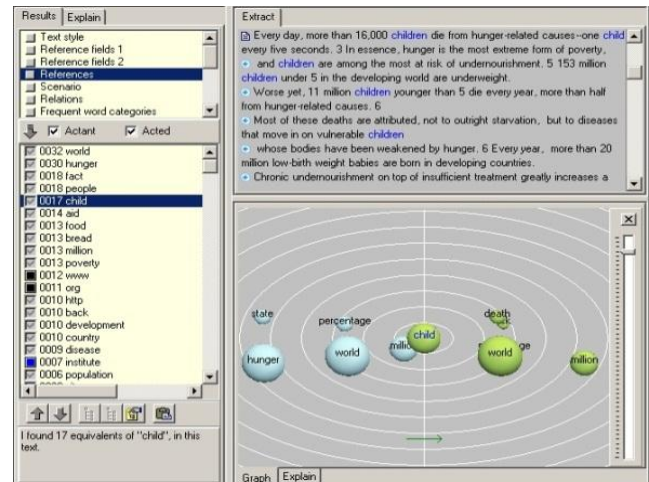 Results Explain
Text style
Reference fields 1
Reference fields 2
References
Scenario
Relations
Frequent word categories
Actant Acted
0032 world
0030 hunger
0018 fact
0018 people
0017 child
0014 aid
0013 food
0013 bread
0013 million
0013 poverty
0012 www
0011 org
0010 http
0010 back
0010 development
0010 country
0009 disease
0007 institute
0006 population
I found 17 equivalents of "child", in this
text.
Extract
Every day, more than 16,000 children die from hunger-related causes--one child
every five seconds. 3 In essence, hunger is the most extreme form of poverty,
and children are among the most at risk of undernourishment. 5 153 million
children under 5 in the developing world are underweight.
Worse yet, 11 million children younger than 5 die every year, more than half
from hunger-related causes. 6
Most of these deaths are attributed, not to outright starvation, but to diseases
that move in on vulnerable children
whose bodies have been weakened by hunger. 6 Every year, more than 20
million low-birth weight babies are born in developing countries.
Chronic undernourishment on top of insufficient treatment greatly increases a
state
percentage
death
child
hunger
world
world
million
Graph Explain